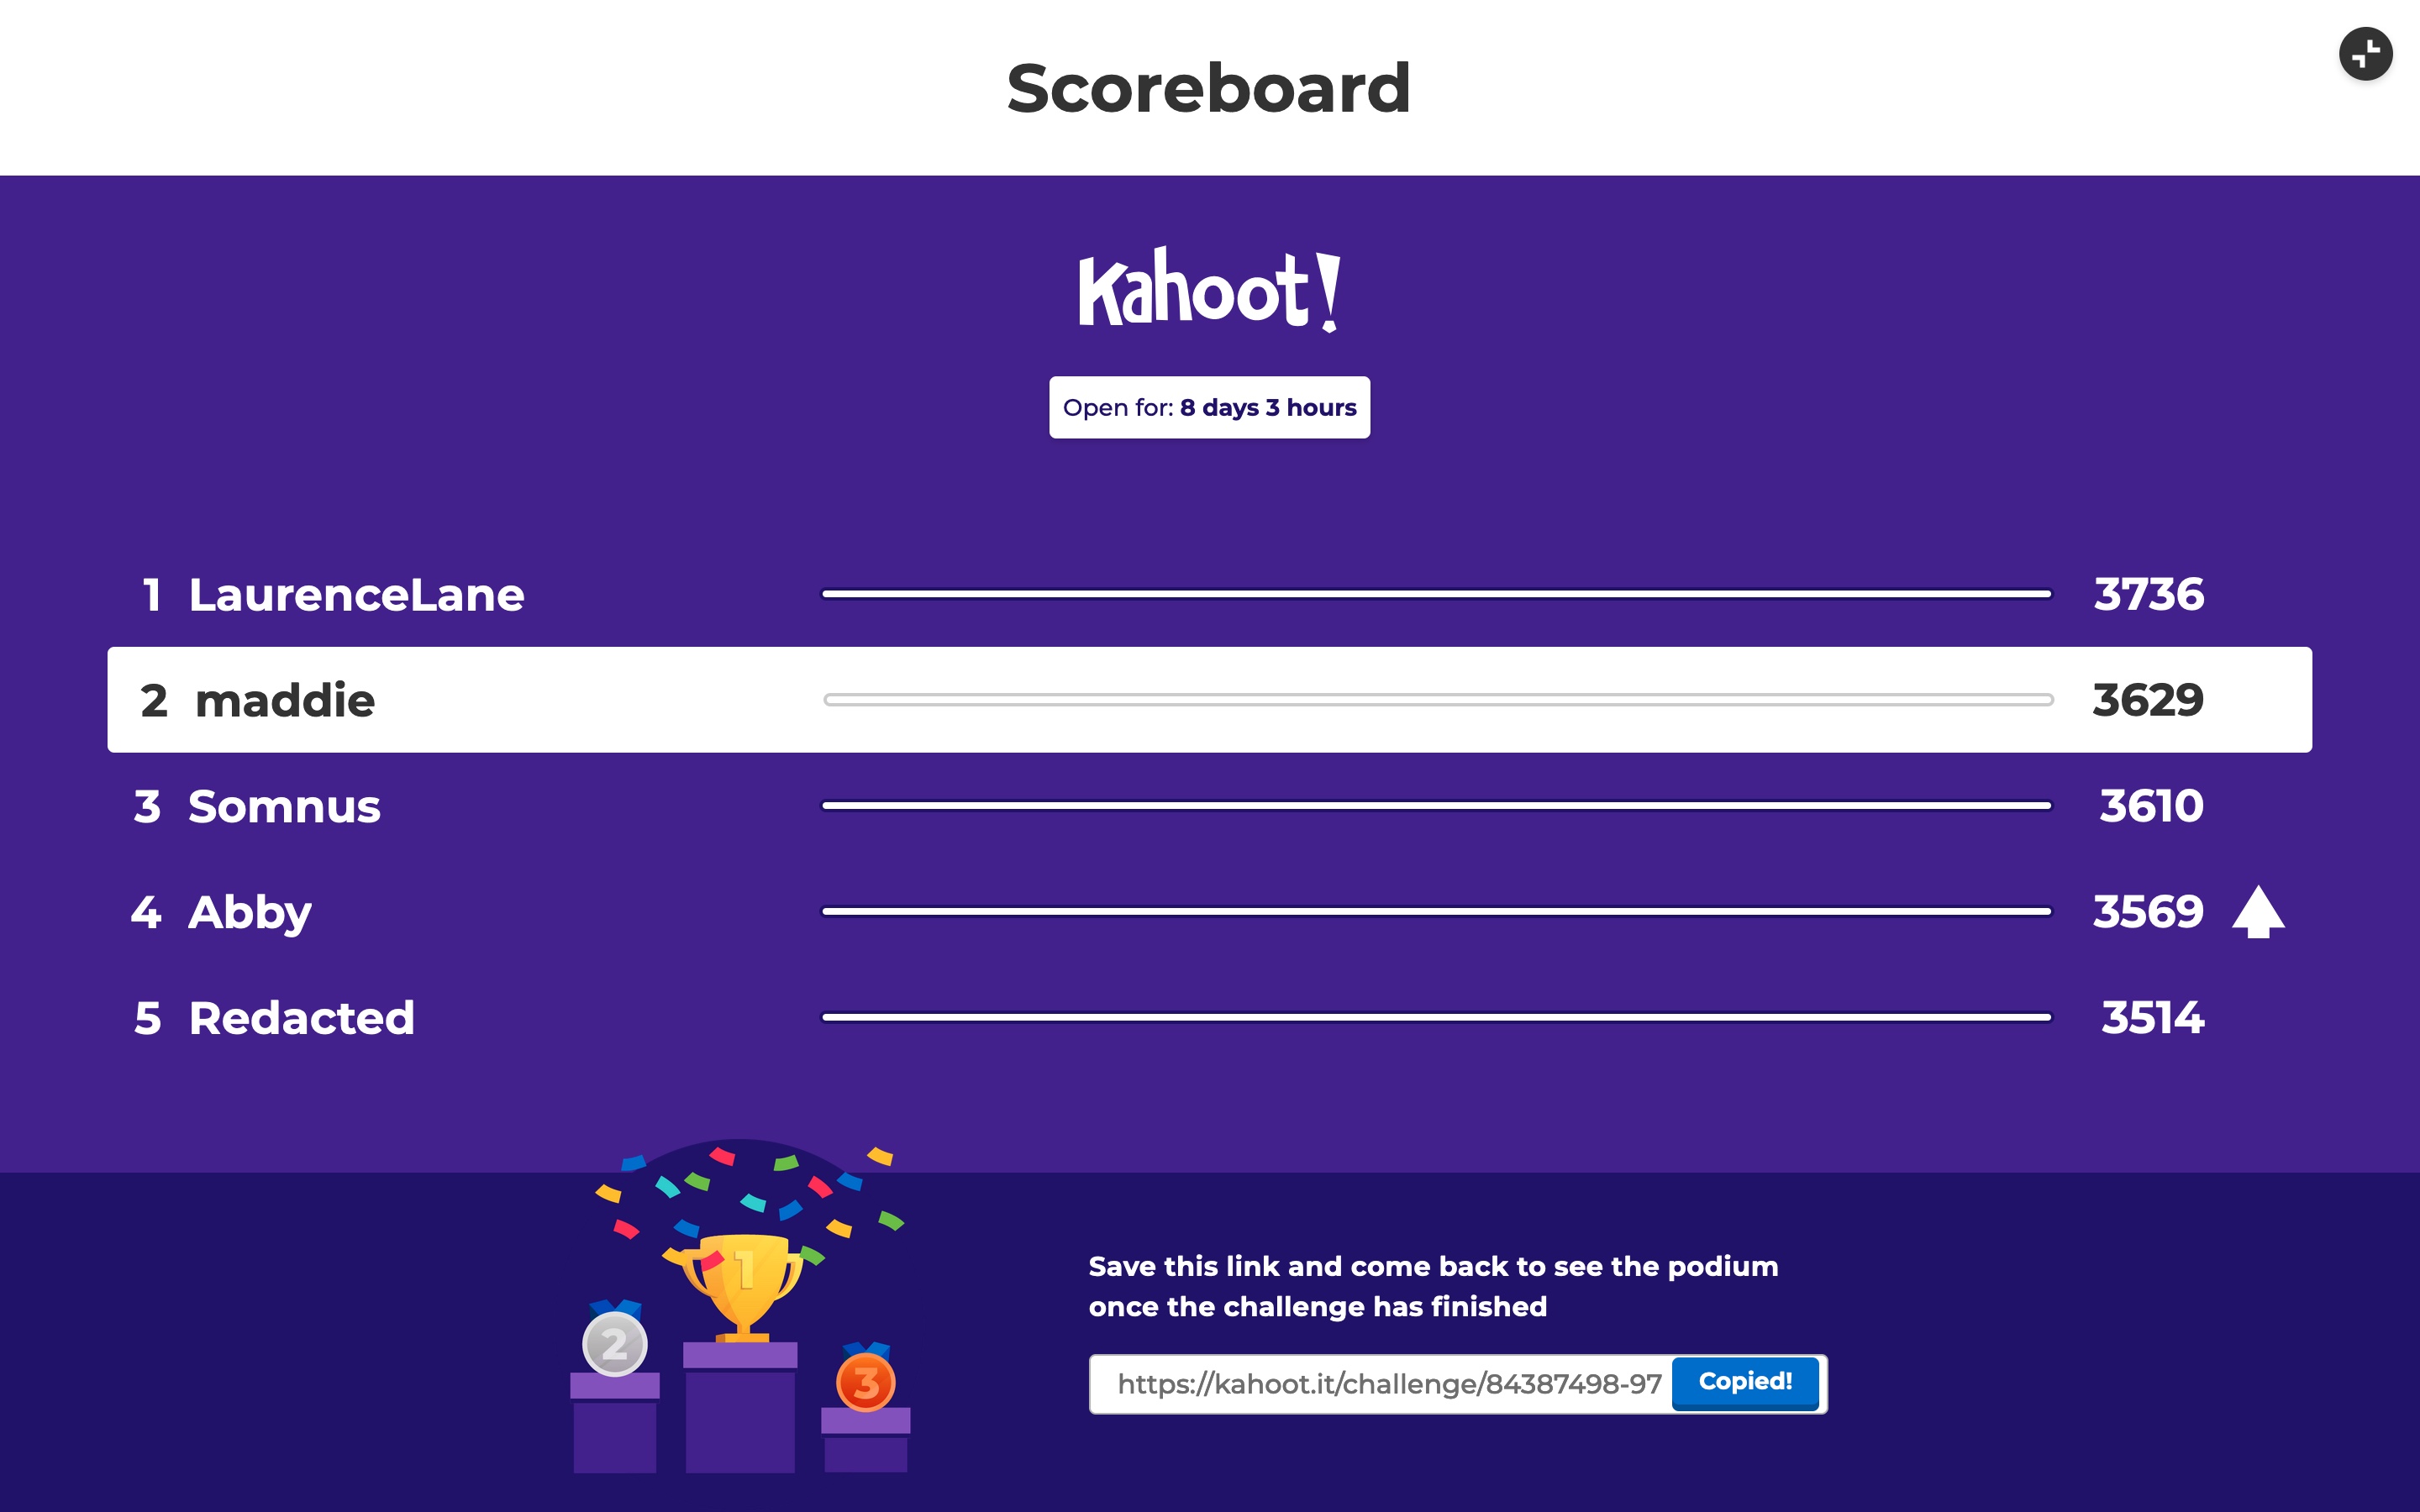 Scoreboard
Kahoot!
Open for: 8 days 3 hours
1 LaurenceLane 3736
2 maddie 3629
3 Somnus 3610
4 Abby 3569
5 Redacted 3514
1
2
3
Save this link and come back to see the podium
once the challenge has finished
https://kahoot.it/challenge/84387498-97 Copied!